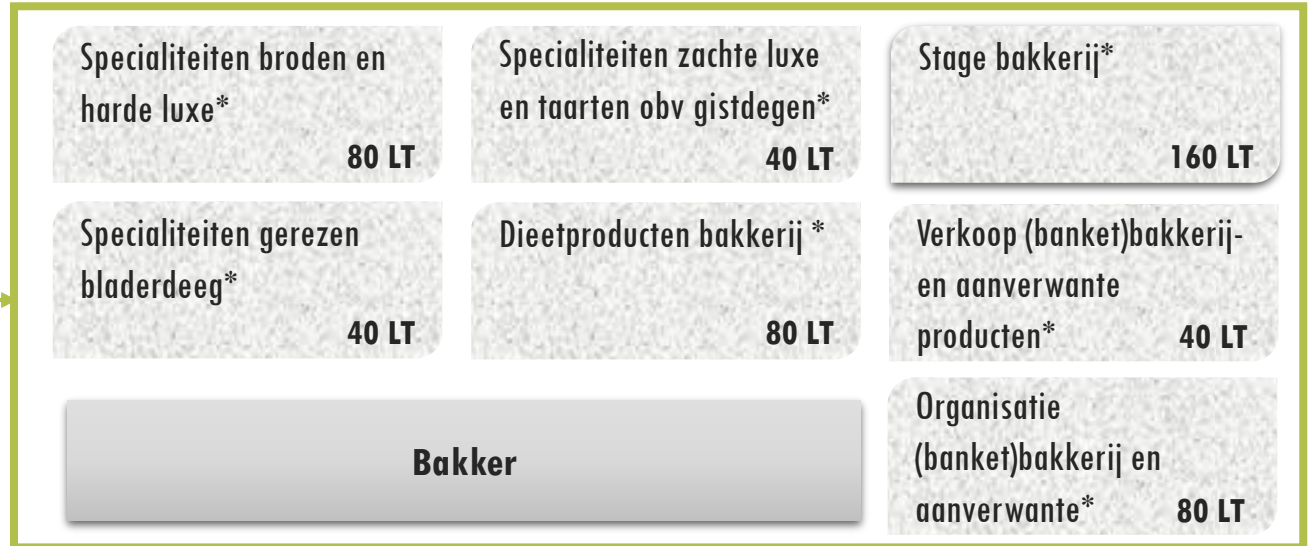 Specialiteiten broden en
harde luxe*
80 LT
Specialiteiten zachte luxe
en taarten obv gistdegen*
40 LT
Stage bakkerij*
160 LT
Specialiteiten gerezen
bladerdeeg*
40 LT
Dieetproducten bakkerij *
80 LT
Verkoop (banket)bakkerij-
en aanverwante
producten* 40 LT
Bakker
Organisatie
(banket)bakkerij en
aanverwante* 80 LT